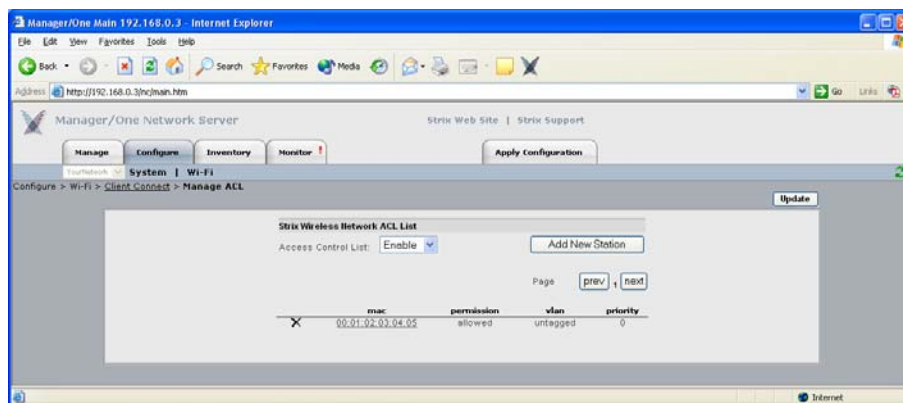 Manager/One Main 192.168.0.3 - Internet Explorer
File Edit View Favorites Tools Help
Back Search Favorites Media
Address http://192.168.0.3/nc/main.htm Go Links
Manager/One Network Server Strix Web Site | Strix Support
Manage Configure Inventory Monitor ! Apply Configuration
YourNetwork System | Wi-Fi
Configure > Wi-Fi > Client Connect > Manage ACL
Update
Strix Wireless Network ACL List
Access Control List: Enable Add New Station
Page prev 1 next
mac permission vlan priority
00:01:02:03:04:05 allowed untagged 0
Internet